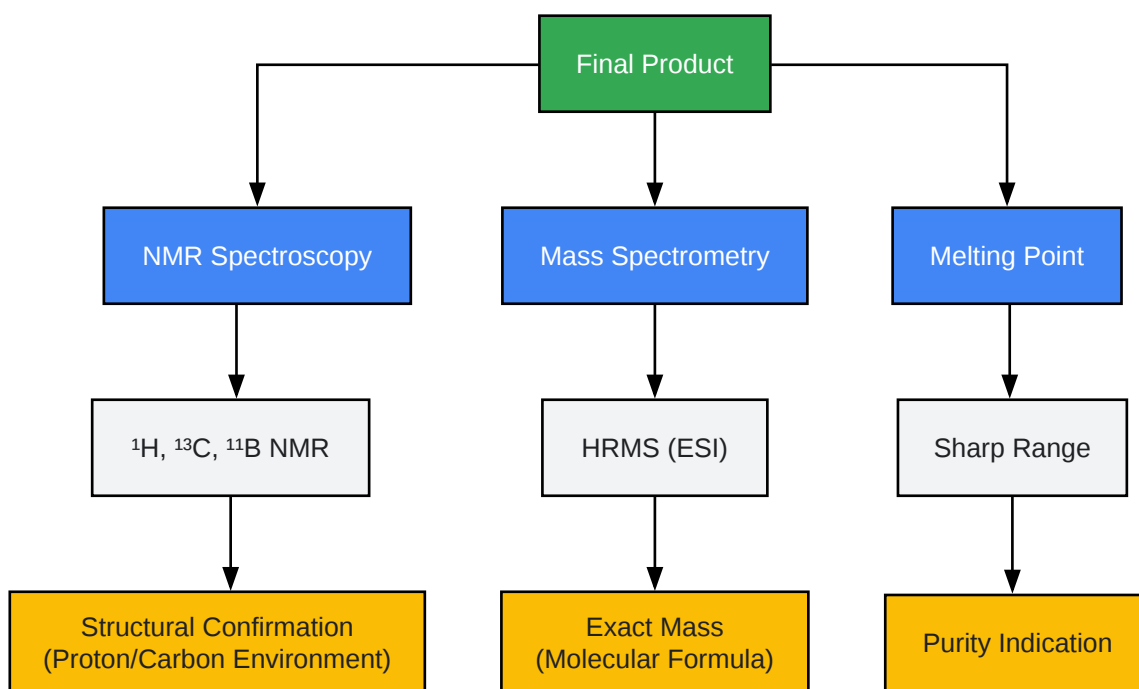 Final Product
NMR Spectroscopy
Mass Spectrometry
Melting Point
¹H, ¹³C, ¹¹B NMR
HRMS (ESI)
Sharp Range
Structural Confirmation
(Proton/Carbon Environment)
Exact Mass
(Molecular Formula)
Purity Indication